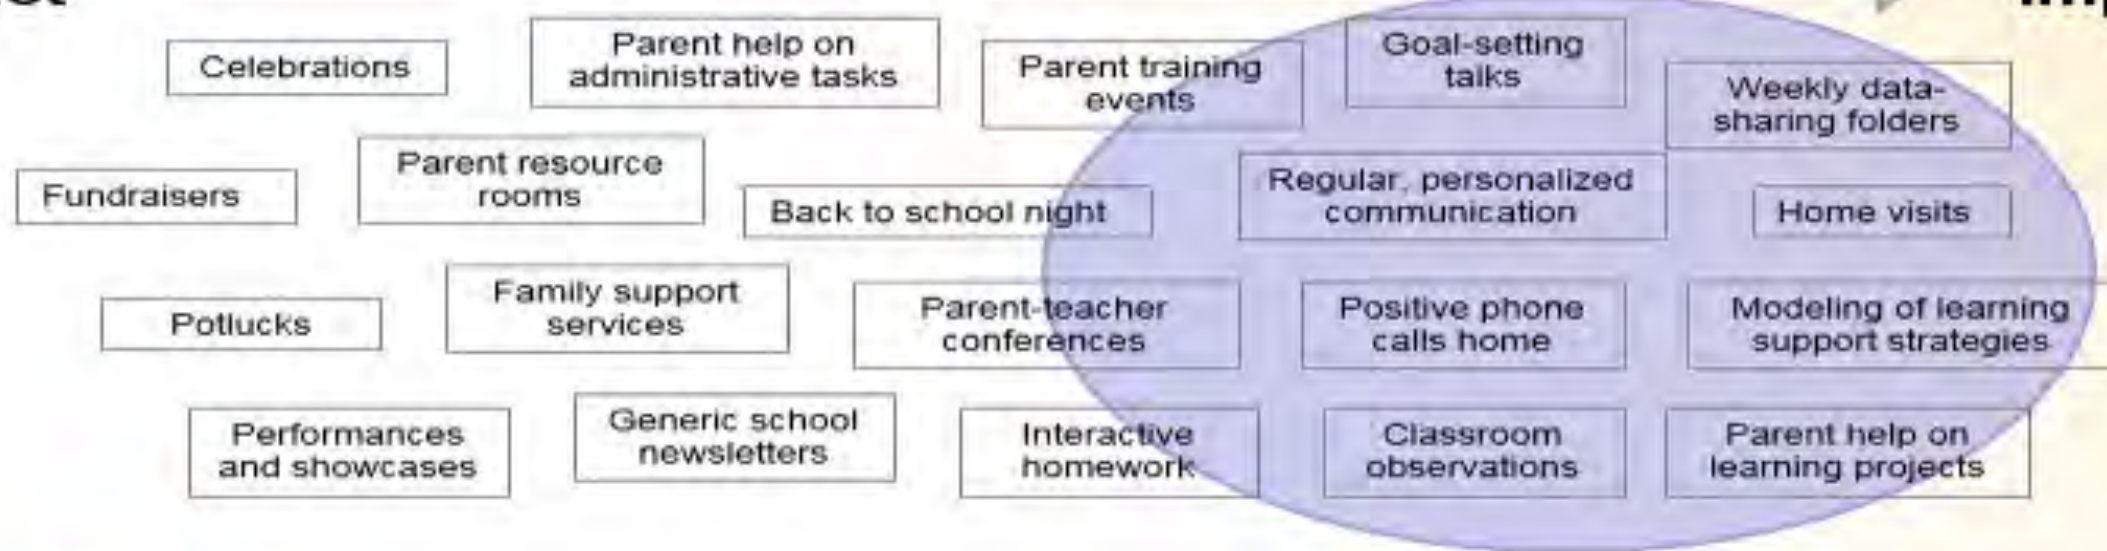 Celebrations
Parent help on
administrative tasks
Parent training
events
Goal-setting
talks
Weekly data-
sharing folders
Fundraisers
Parent resource
rooms
Back to school night
Regular, personalized
communication
Home visits
Potlucks
Family support
services
Parent-teacher
conferences
Positive phone
calls home
Modeling of learning
support strategies
Performances
and showcases
Generic school
newsletters
Interactive
homework
Classroom
observations
Parent help on
learning projects